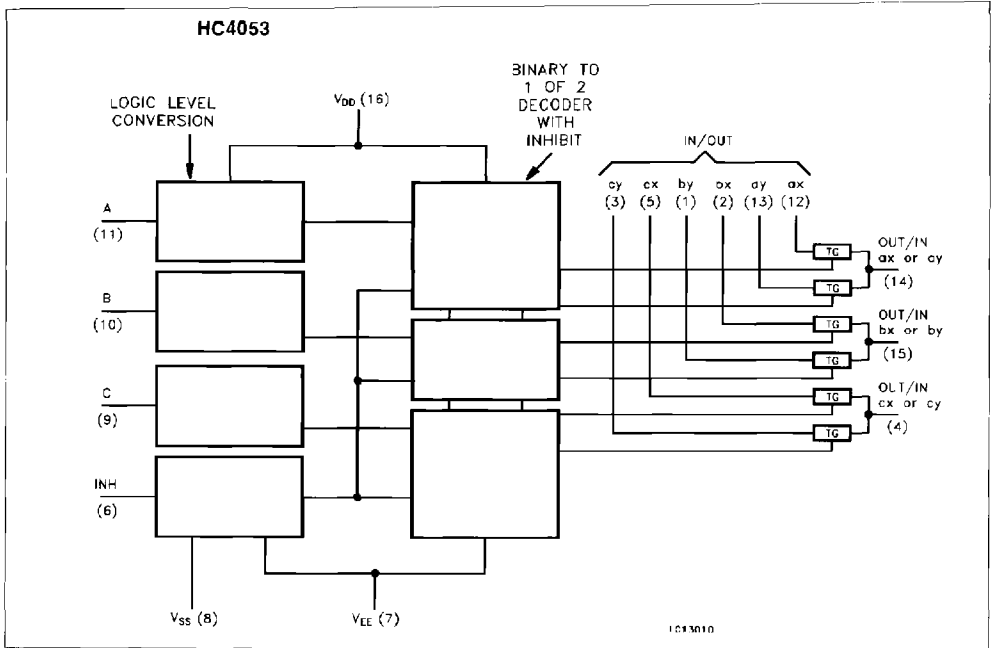 HC4053
BINARY TO
1 OF 2
DECODER
WITH
INHIBIT
LOGIC LEVEL
CONVERSION
VDD (16)
IN/OUT
cy cx by bx ay ax
(3) (5) (1) (2) (13) (12)
A
(11)
TG
OUT/IN
ax or ay
(14)
TG
B
(10)
TG
OUT/IN
bx or by
(15)
TG
C
(9)
TG
OUT/IN
cx or cy
(4)
TG
INH
(6)
VSS (8)
VEE (7)
LC13010